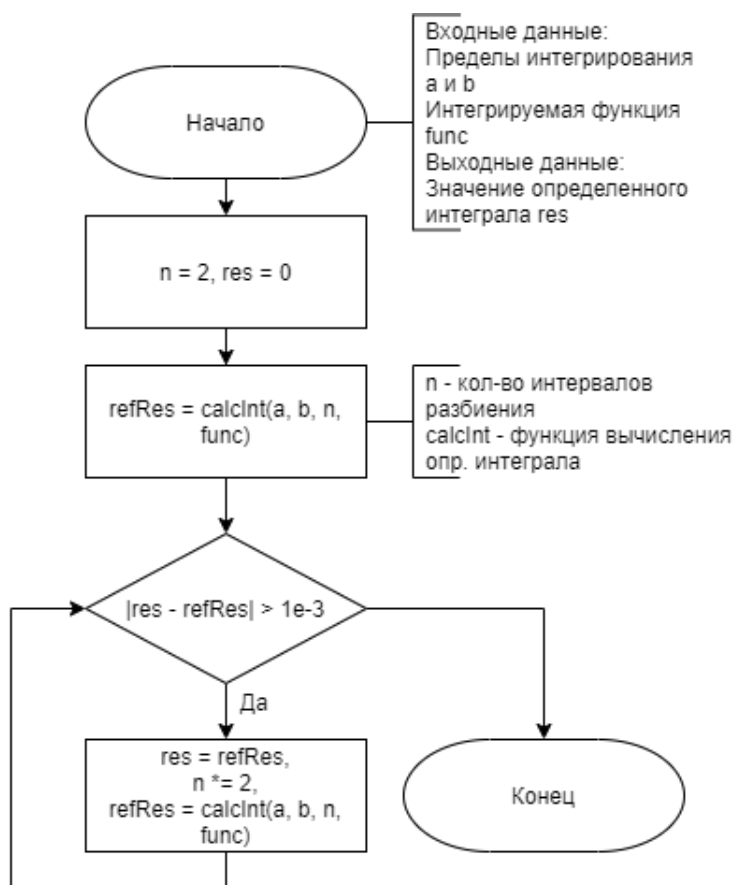 Входные данные:
Пределы интегрирования
a и b
Интегрируемая функция
func
Выходные данные:
Значение определенного
интеграла res
Начало
n = 2, res = 0
refRes = calcInt(a, b, n,
func)
n - кол-во интервалов
разбиения
calcInt - функция вычисления
опр. интеграла
|res - refRes| > 1e-3
Да
res = refRes,
n *= 2,
refRes = calcInt(a, b, n,
func)
Конец